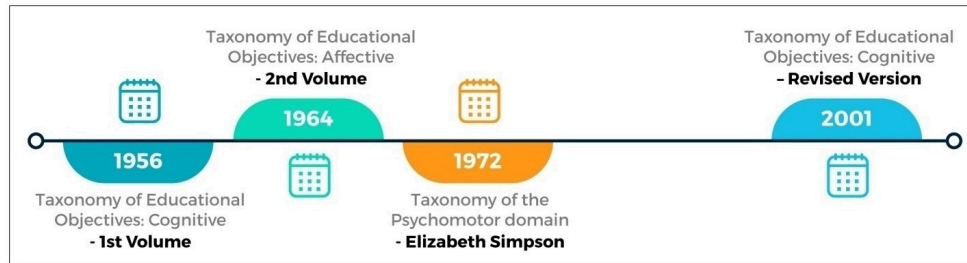 Taxonomy of Educational
Objectives: Affective
- 2nd Volume
Taxonomy of Educational
Objectives: Cognitive
– Revised Version
1964
2001
1956
1972
Taxonomy of Educational
Objectives: Cognitive
- 1st Volume
Taxonomy of the
Psychomotor domain
- Elizabeth Simpson